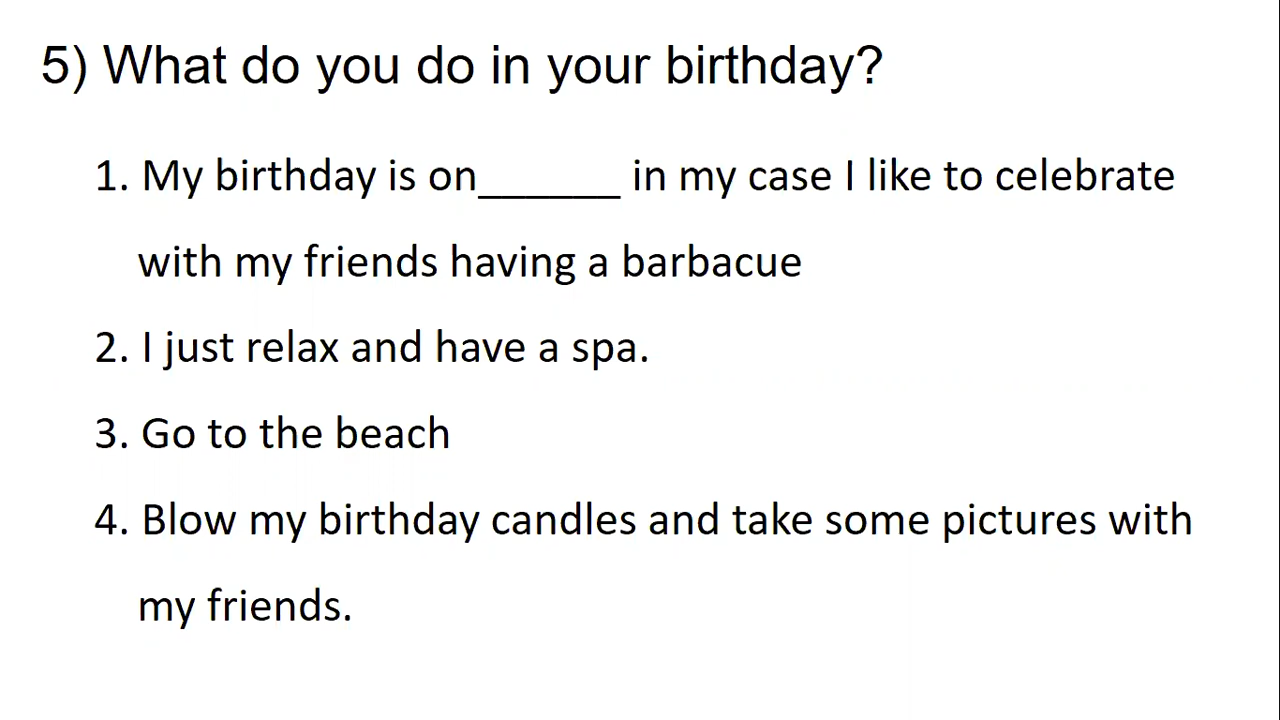 5) What do you do in your birthday?
1. My birthday is on______ in my case I like to celebrate
with my friends having a barbacue
2. I just relax and have a spa.
3. Go to the beach
4. Blow my birthday candles and take some pictures with
my friends.